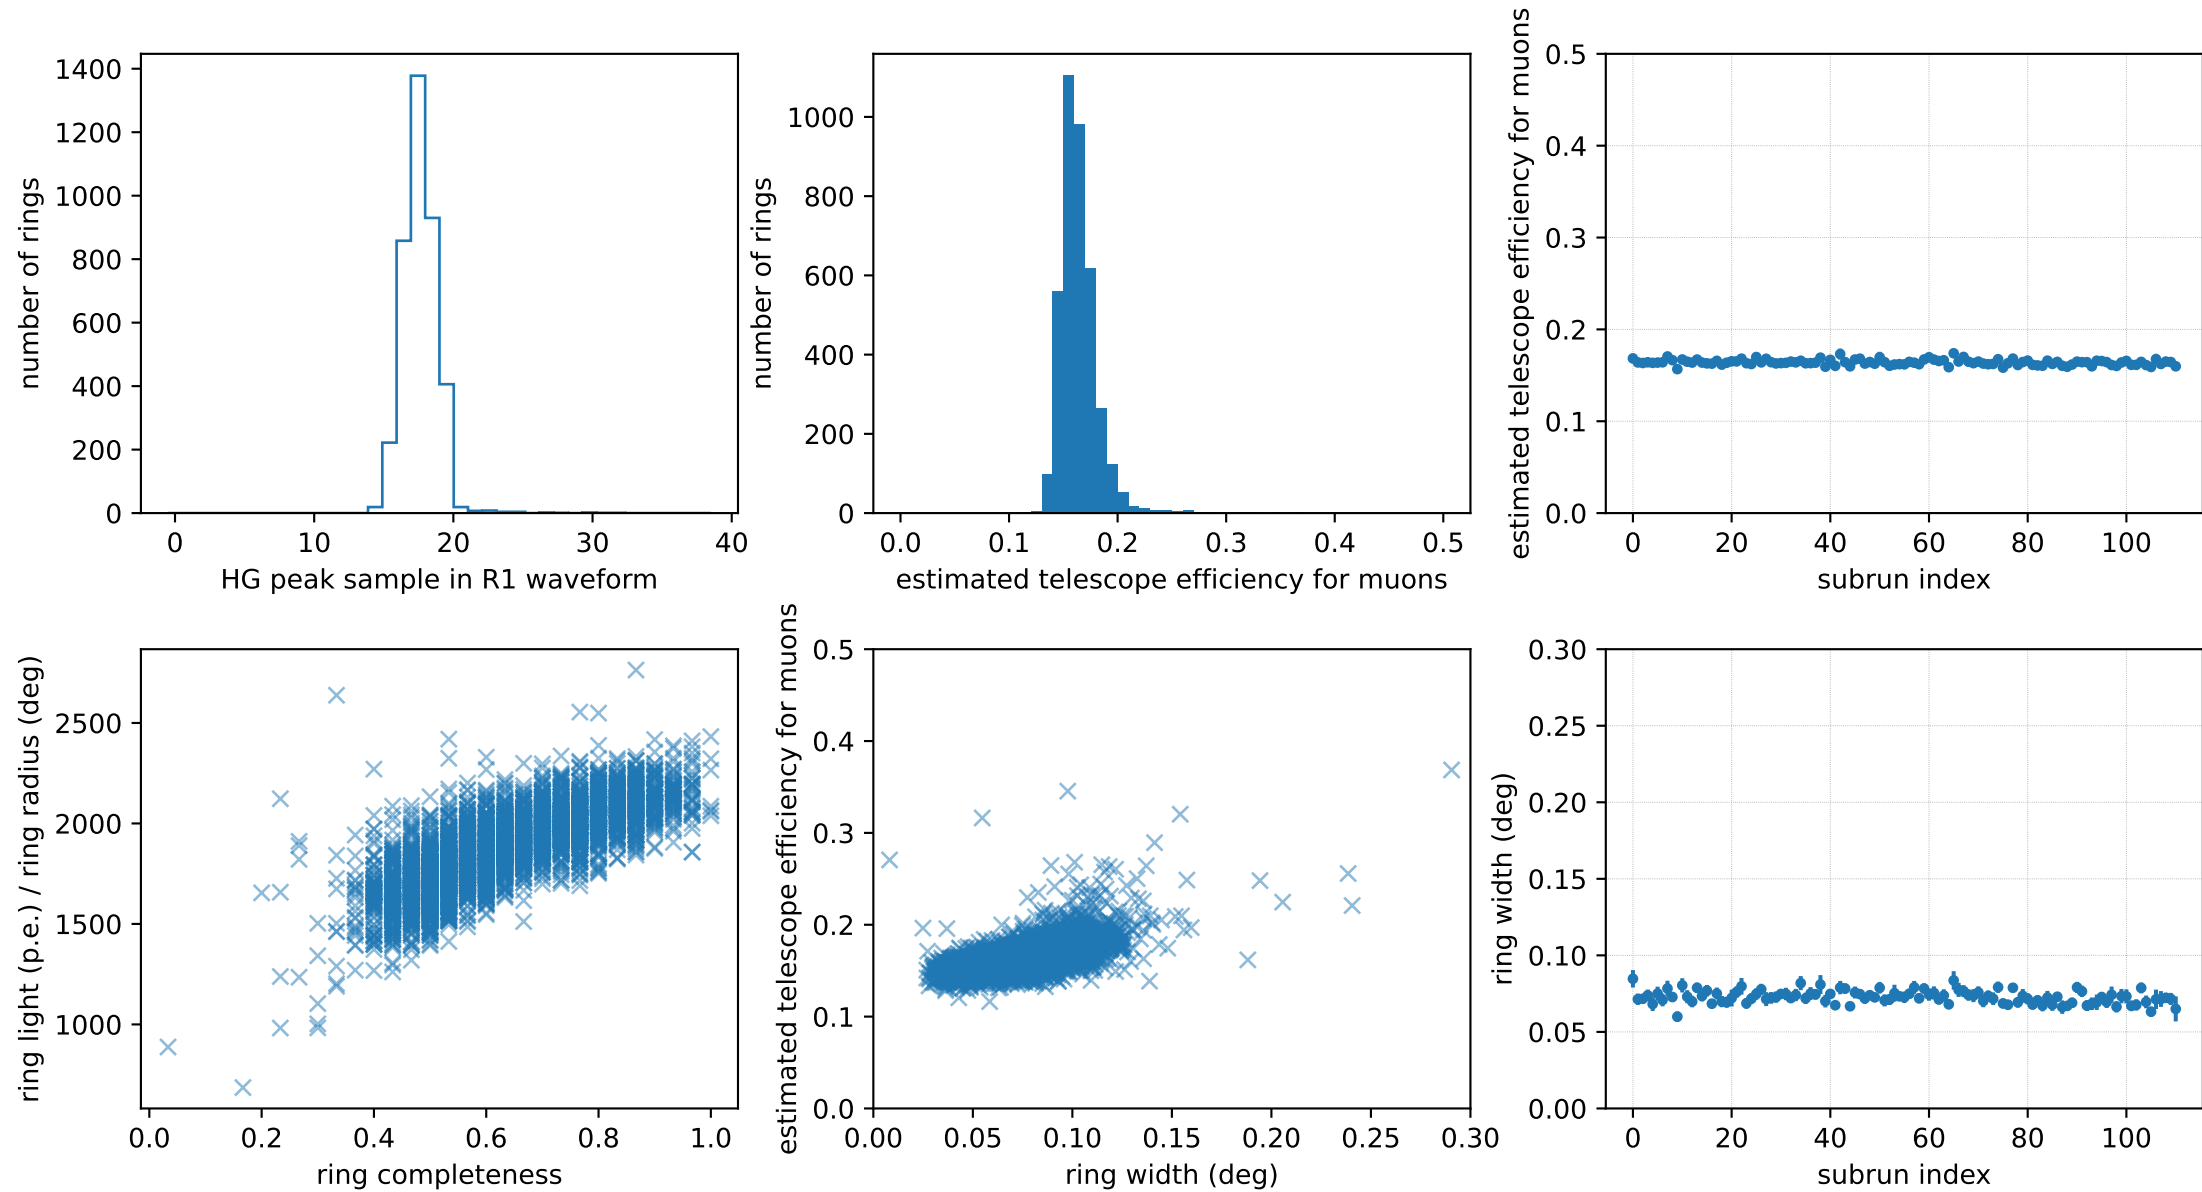 1400
1200
1000
800
600
400
200
0
number of rings
0 10 20 30 40
HG peak sample in R1 waveform
1000
800
600
400
200
0
number of rings
0.0 0.1 0.2 0.3 0.4 0.5
estimated telescope efficiency for muons
0.5
0.4
0.3
0.2
0.1
0.0
estimated telescope efficiency for muons
0 20 40 60 80 100
subrun index
2500
2000
1500
1000
ring light (p.e.) / ring radius (deg)
0.0 0.2 0.4 0.6 0.8 1.0
ring completeness
0.5
0.4
0.3
0.2
0.1
0.0
estimated telescope efficiency for muons
0.00 0.05 0.10 0.15 0.20 0.25 0.30
ring width (deg)
0.30
0.25
0.20
0.15
0.10
0.05
0.00
ring width (deg)
0 20 40 60 80 100
subrun index